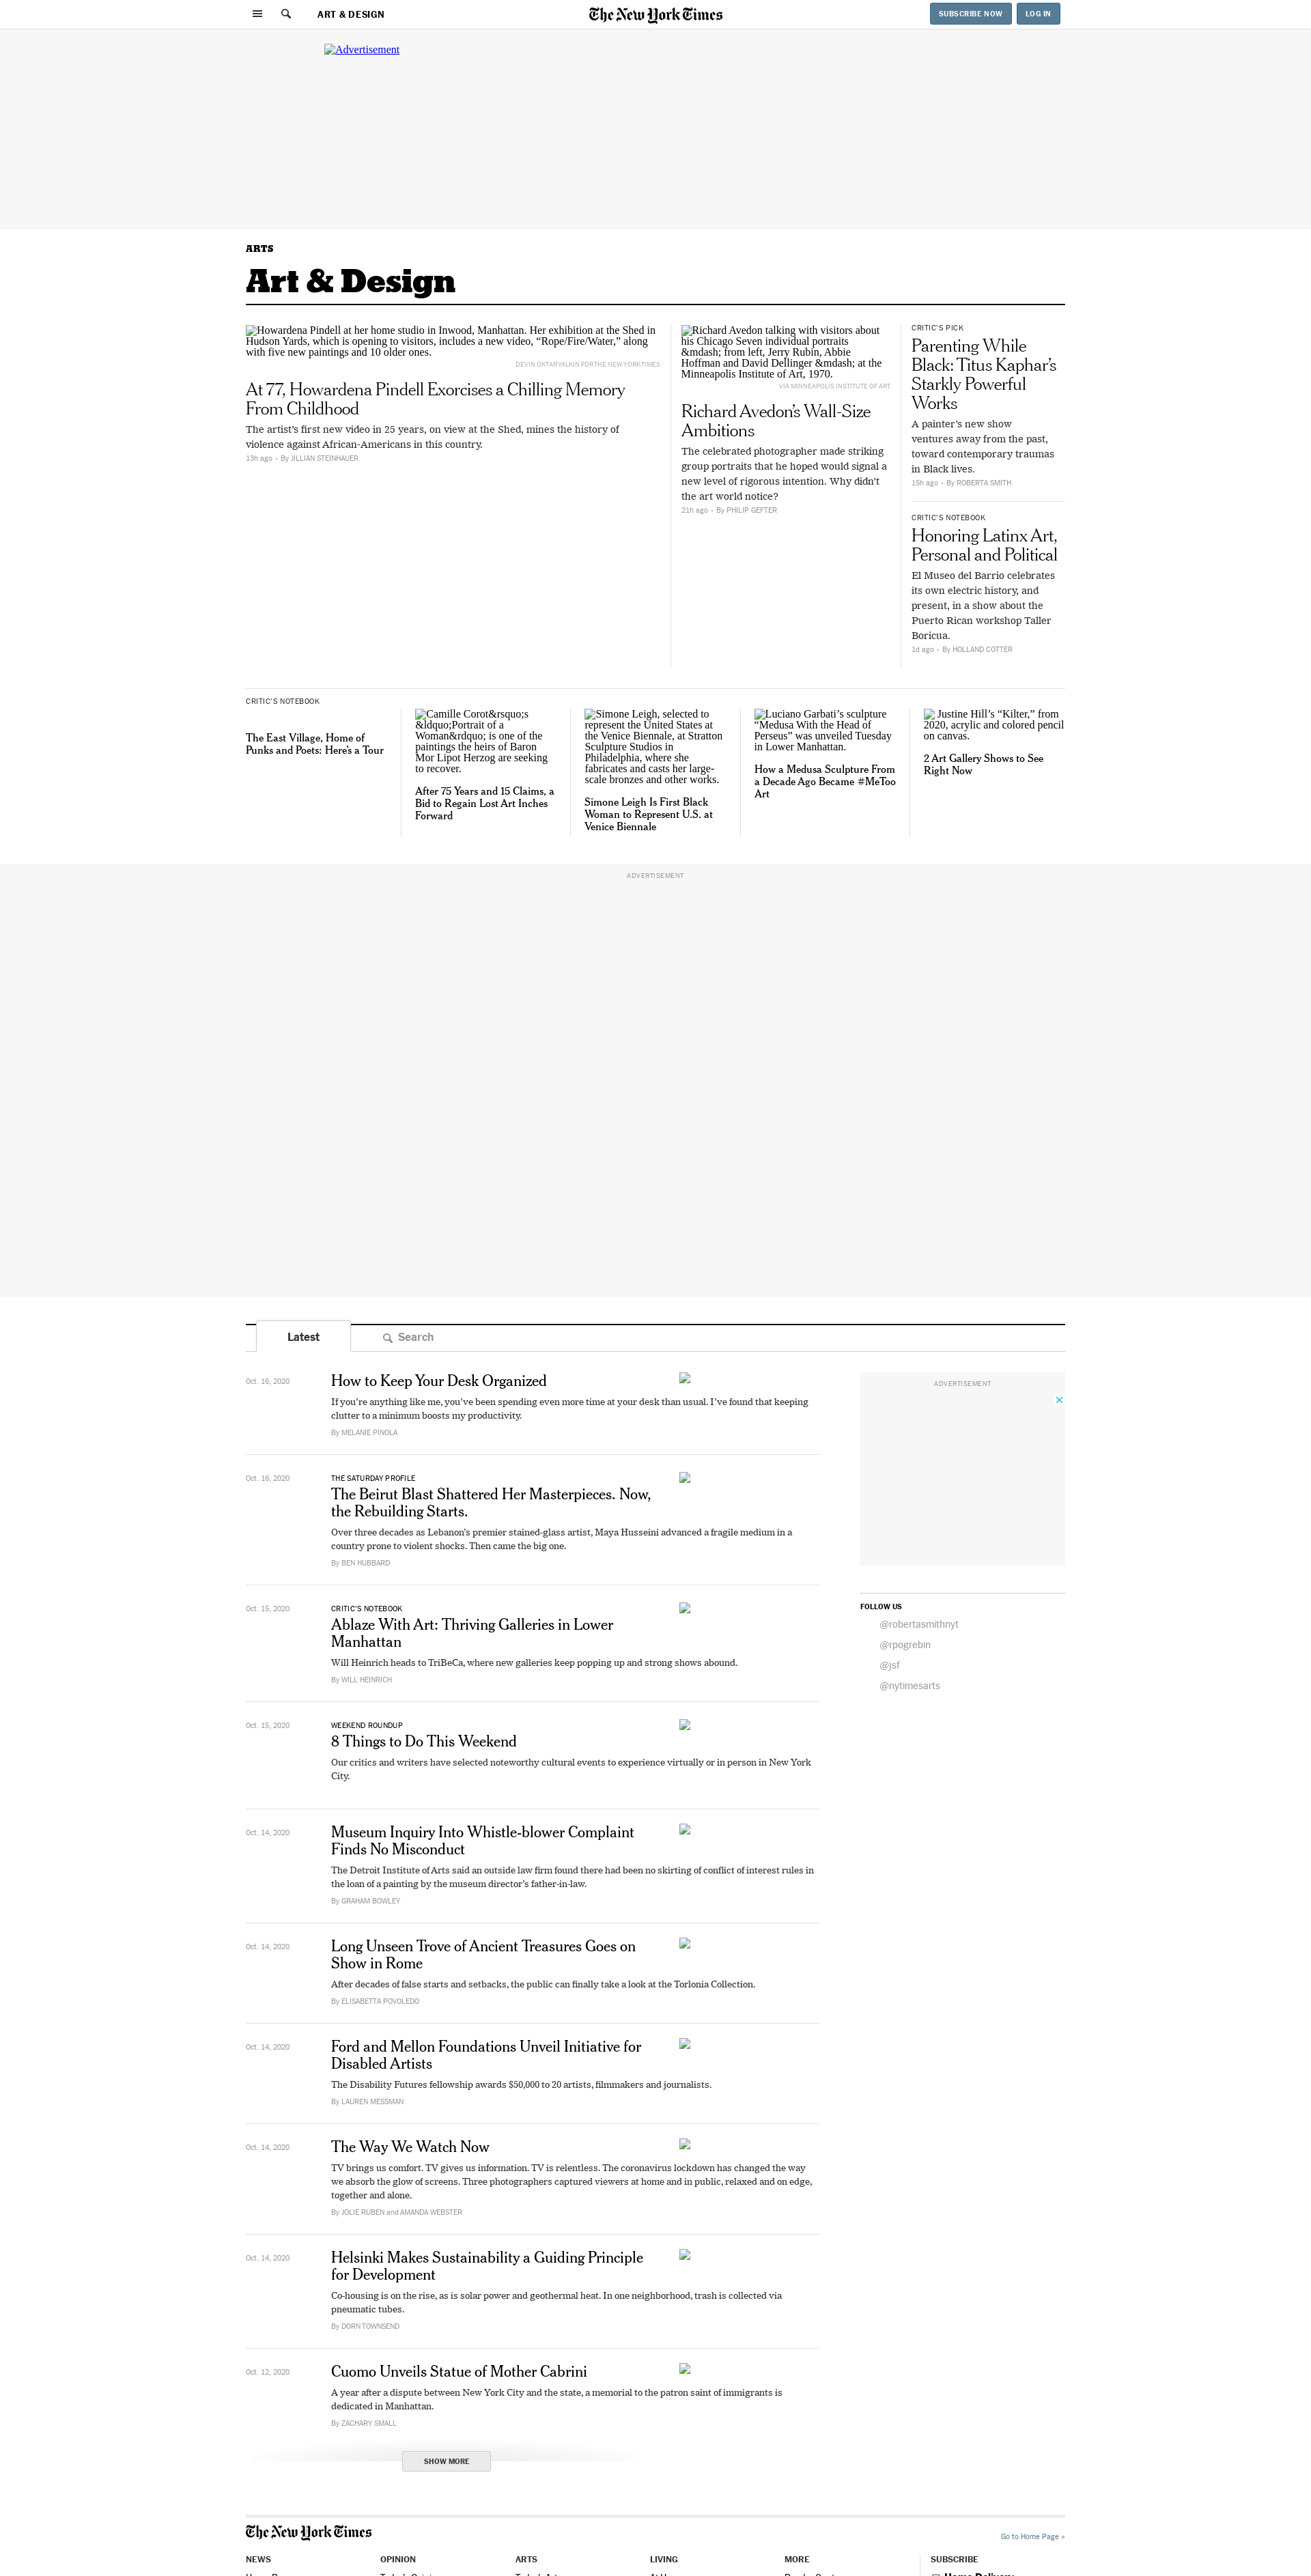 ART & DESIGN
The New York Times
SUBSCRIBE NOW
LOG IN
Advertisement
ARTS
Art & Design
Howardena Pindell at her home studio in Inwood, Manhattan. Her exhibition at the Shed in
Hudson Yards, which is opening to visitors, includes a new video, “Rope/Fire/Water,” along
with five new paintings and 10 older ones.
DEVIN OKTAR YALKIN FOR THE NEW YORK TIMES
At 77, Howardena Pindell Exorcises a Chilling Memory
From Childhood
The artist’s first new video in 25 years, on view at the Shed, mines the history of
violence against African-Americans in this country.
13h ago • By JILLIAN STEINHAUER
Richard Avedon talking with visitors about
his Chicago Seven individual portraits
&mdash; from left, Jerry Rubin, Abbie
Hoffman and David Dellinger &mdash; at the
Minneapolis Institute of Art, 1970.
VIA MINNEAPOLIS INSTITUTE OF ART
Richard Avedon’s Wall-Size
Ambitions
The celebrated photographer made striking
group portraits that he hoped would signal a
new level of rigorous intention. Why didn’t
the art world notice?
21h ago • By PHILIP GEFTER
CRITIC’S PICK
Parenting While
Black: Titus Kaphar’s
Starkly Powerful
Works
A painter’s new show
ventures away from the past,
toward contemporary traumas
in Black lives.
15h ago • By ROBERTA SMITH
CRITIC’S NOTEBOOK
Honoring Latinx Art,
Personal and Political
El Museo del Barrio celebrates
its own electric history, and
present, in a show about the
Puerto Rican workshop Taller
Boricua.
1d ago • By HOLLAND COTTER
CRITIC’S NOTEBOOK
The East Village, Home of
Punks and Poets: Here’s a Tour
Camille Corot&rsquo;s
&ldquo;Portrait of a
Woman&rdquo; is one of the
paintings the heirs of Baron
Mor Lipot Herzog are seeking
to recover.
After 75 Years and 15 Claims, a
Bid to Regain Lost Art Inches
Forward
Simone Leigh, selected to
represent the United States at
the Venice Biennale, at Stratton
Sculpture Studios in
Philadelphia, where she
fabricates and casts her large-
scale bronzes and other works.
Simone Leigh Is First Black
Woman to Represent U.S. at
Venice Biennale
Luciano Garbati’s sculpture
“Medusa With the Head of
Perseus” was unveiled Tuesday
in Lower Manhattan.
How a Medusa Sculpture From
a Decade Ago Became #MeToo
Art
Justine Hill’s “Kilter,” from
2020, acrylic and colored pencil
on canvas.
2 Art Gallery Shows to See
Right Now
ADVERTISEMENT
Latest
Search
Oct. 16, 2020
How to Keep Your Desk Organized
If you’re anything like me, you’ve been spending even more time at your desk than usual. I’ve found that keeping
clutter to a minimum boosts my productivity.
By MELANIE PINOLA
Oct. 16, 2020
THE SATURDAY PROFILE
The Beirut Blast Shattered Her Masterpieces. Now,
the Rebuilding Starts.
Over three decades as Lebanon’s premier stained-glass artist, Maya Husseini advanced a fragile medium in a
country prone to violent shocks. Then came the big one.
By BEN HUBBARD
Oct. 15, 2020
CRITIC’S NOTEBOOK
Ablaze With Art: Thriving Galleries in Lower
Manhattan
Will Heinrich heads to TriBeCa, where new galleries keep popping up and strong shows abound.
By WILL HEINRICH
Oct. 15, 2020
WEEKEND ROUNDUP
8 Things to Do This Weekend
Our critics and writers have selected noteworthy cultural events to experience virtually or in person in New York
City.
Oct. 14, 2020
Museum Inquiry Into Whistle-blower Complaint
Finds No Misconduct
The Detroit Institute of Arts said an outside law firm found there had been no skirting of conflict of interest rules in
the loan of a painting by the museum director’s father-in-law.
By GRAHAM BOWLEY
Oct. 14, 2020
Long Unseen Trove of Ancient Treasures Goes on
Show in Rome
After decades of false starts and setbacks, the public can finally take a look at the Torlonia Collection.
By ELISABETTA POVOLEDO
Oct. 14, 2020
Ford and Mellon Foundations Unveil Initiative for
Disabled Artists
The Disability Futures fellowship awards $50,000 to 20 artists, filmmakers and journalists.
By LAUREN MESSMAN
Oct. 14, 2020
The Way We Watch Now
TV brings us comfort. TV gives us information. TV is relentless. The coronavirus lockdown has changed the way
we absorb the glow of screens. Three photographers captured viewers at home and in public, relaxed and on edge,
together and alone.
By JOLIE RUBEN and AMANDA WEBSTER
Oct. 14, 2020
Helsinki Makes Sustainability a Guiding Principle
for Development
Co-housing is on the rise, as is solar power and geothermal heat. In one neighborhood, trash is collected via
pneumatic tubes.
By DORN TOWNSEND
Oct. 12, 2020
Cuomo Unveils Statue of Mother Cabrini
A year after a dispute between New York City and the state, a memorial to the patron saint of immigrants is
dedicated in Manhattan.
By ZACHARY SMALL
SHOW MORE
ADVERTISEMENT
FOLLOW US
@robertasmithnyt
@rpogrebin
@jsf
@nytimesarts
The New York Times
Go to Home Page »
NEWS
OPINION
ARTS
LIVING
MORE
SUBSCRIBE